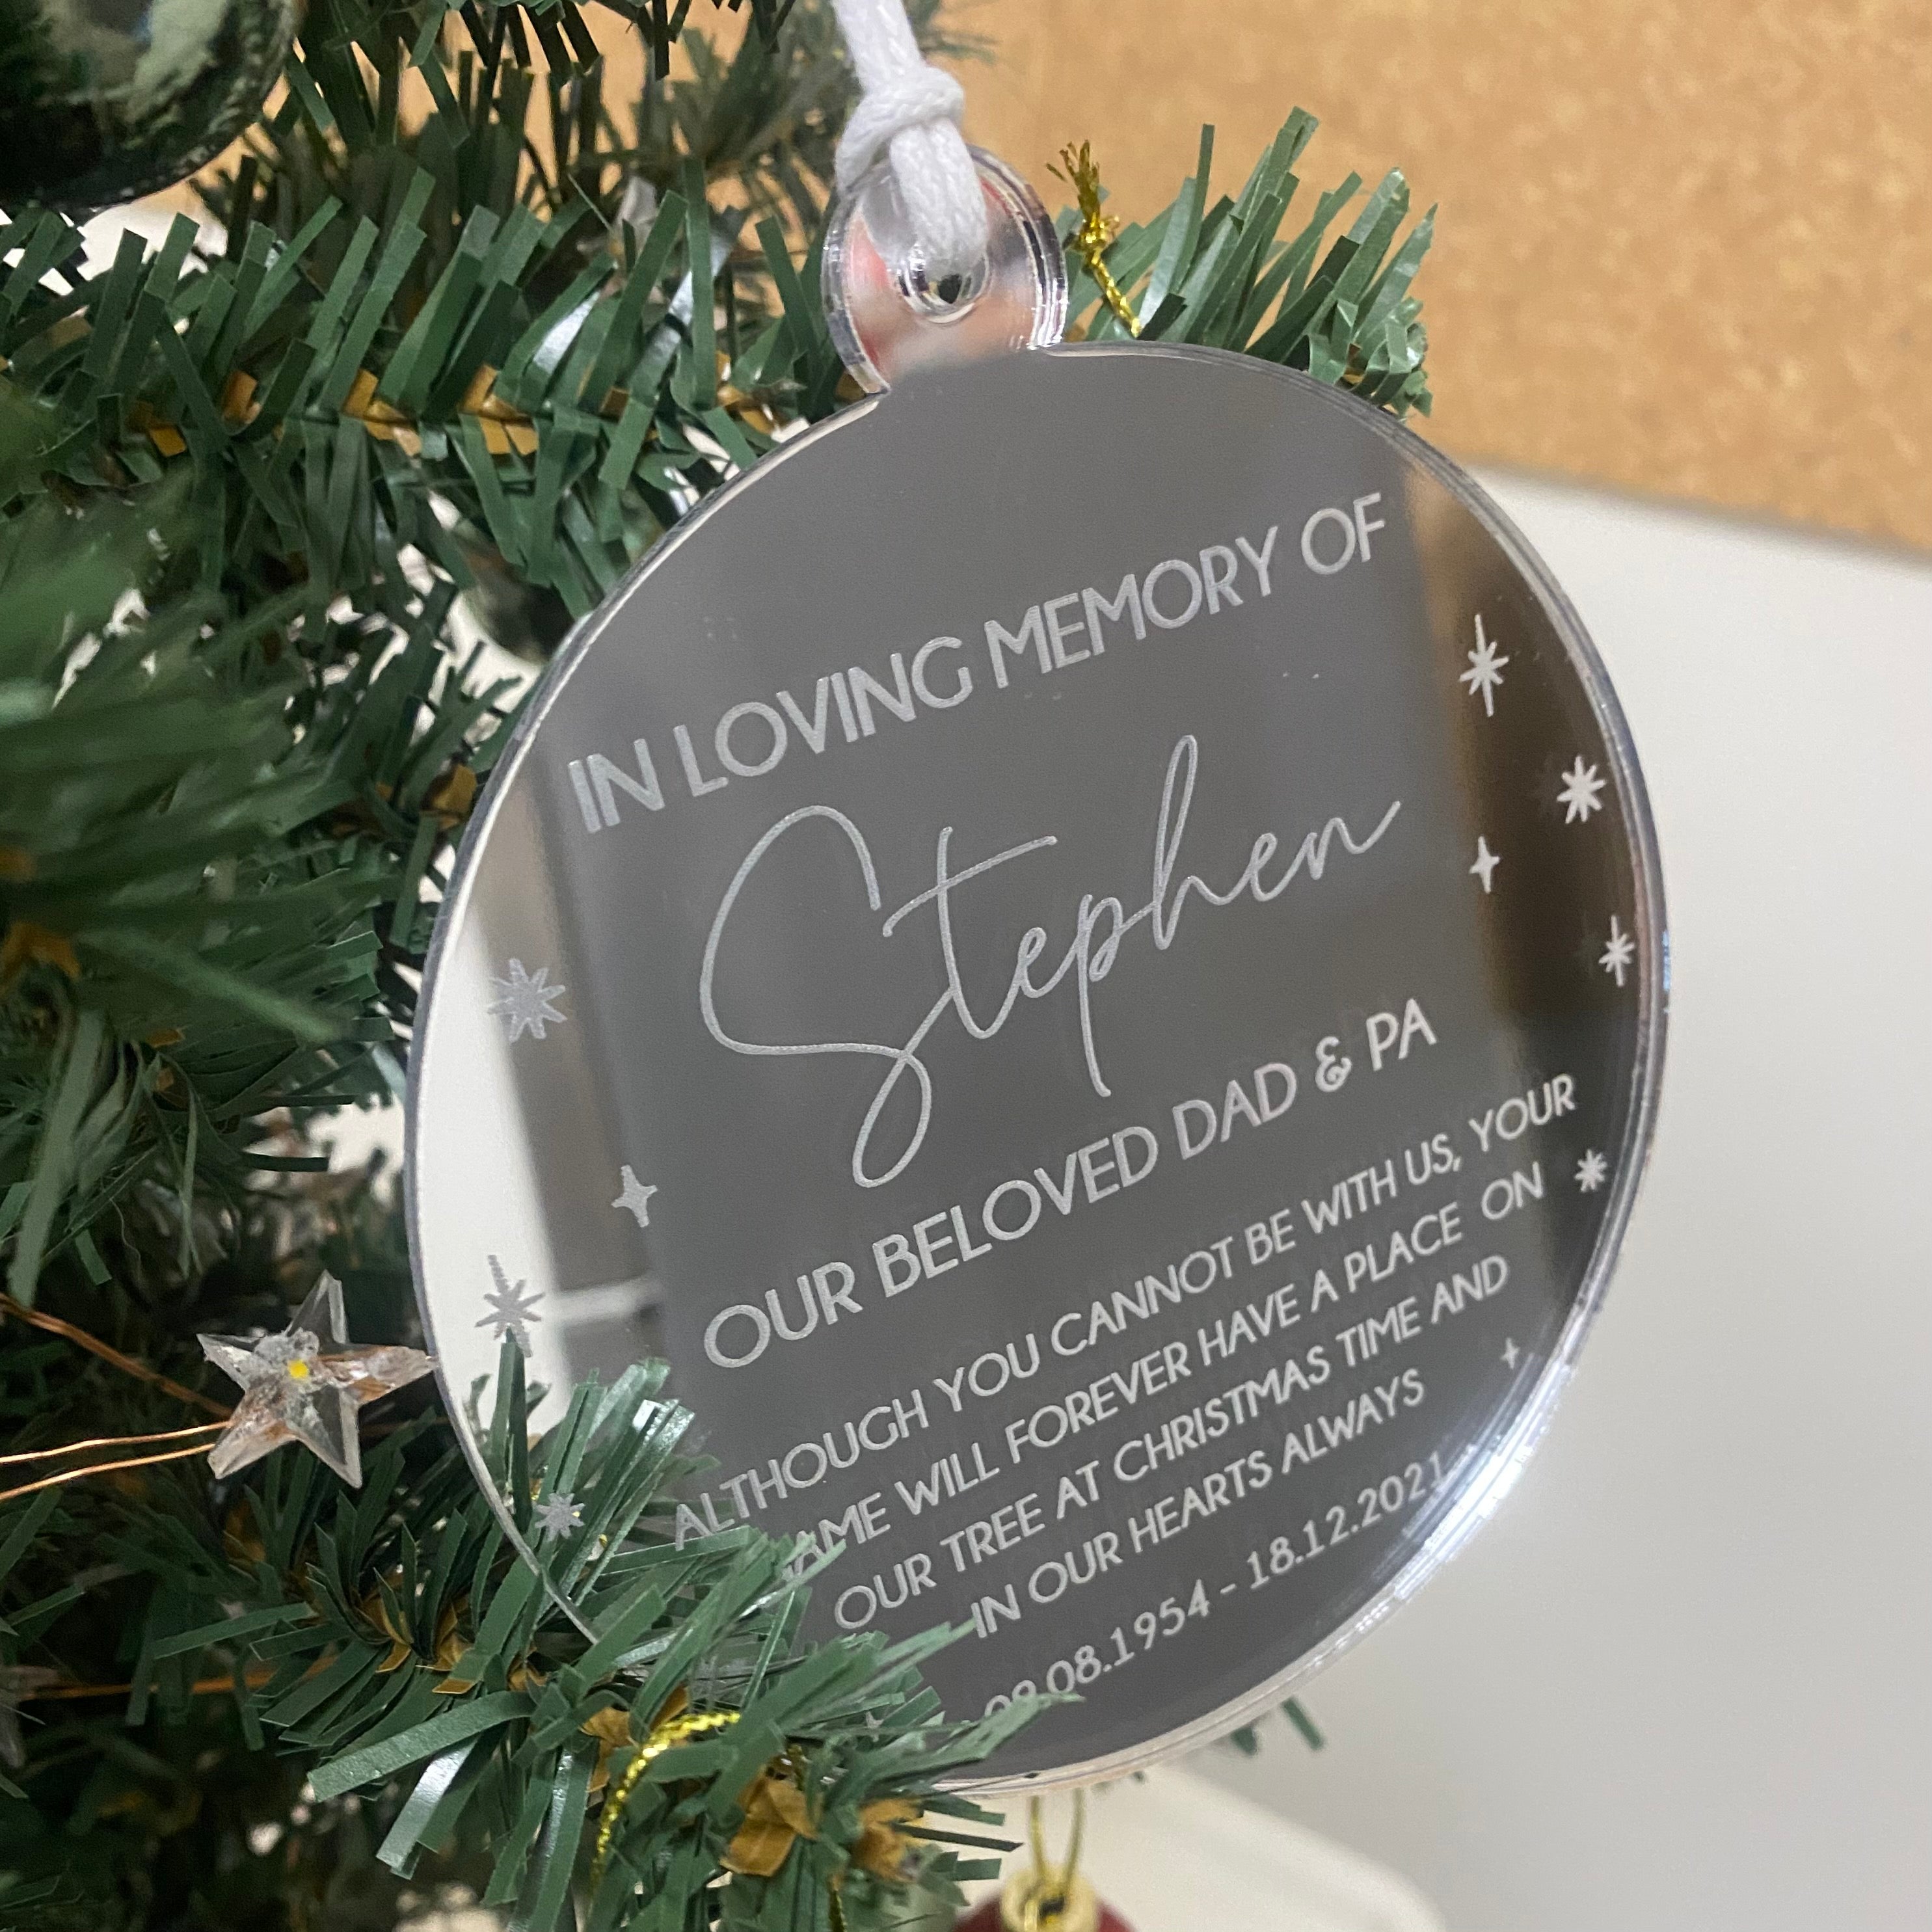 IN LOVING MEMORY OF
Stephen
OUR BELOVED DAD & PA
ALTHOUGH YOU CANNOT BE WITH US, YOUR
AME WILL FOREVER HAVE A PLACE ON
OUR TREE AT CHRISTMAS TIME AND
IN OUR HEARTS ALWAYS
09.08.1954 - 18.12.2021